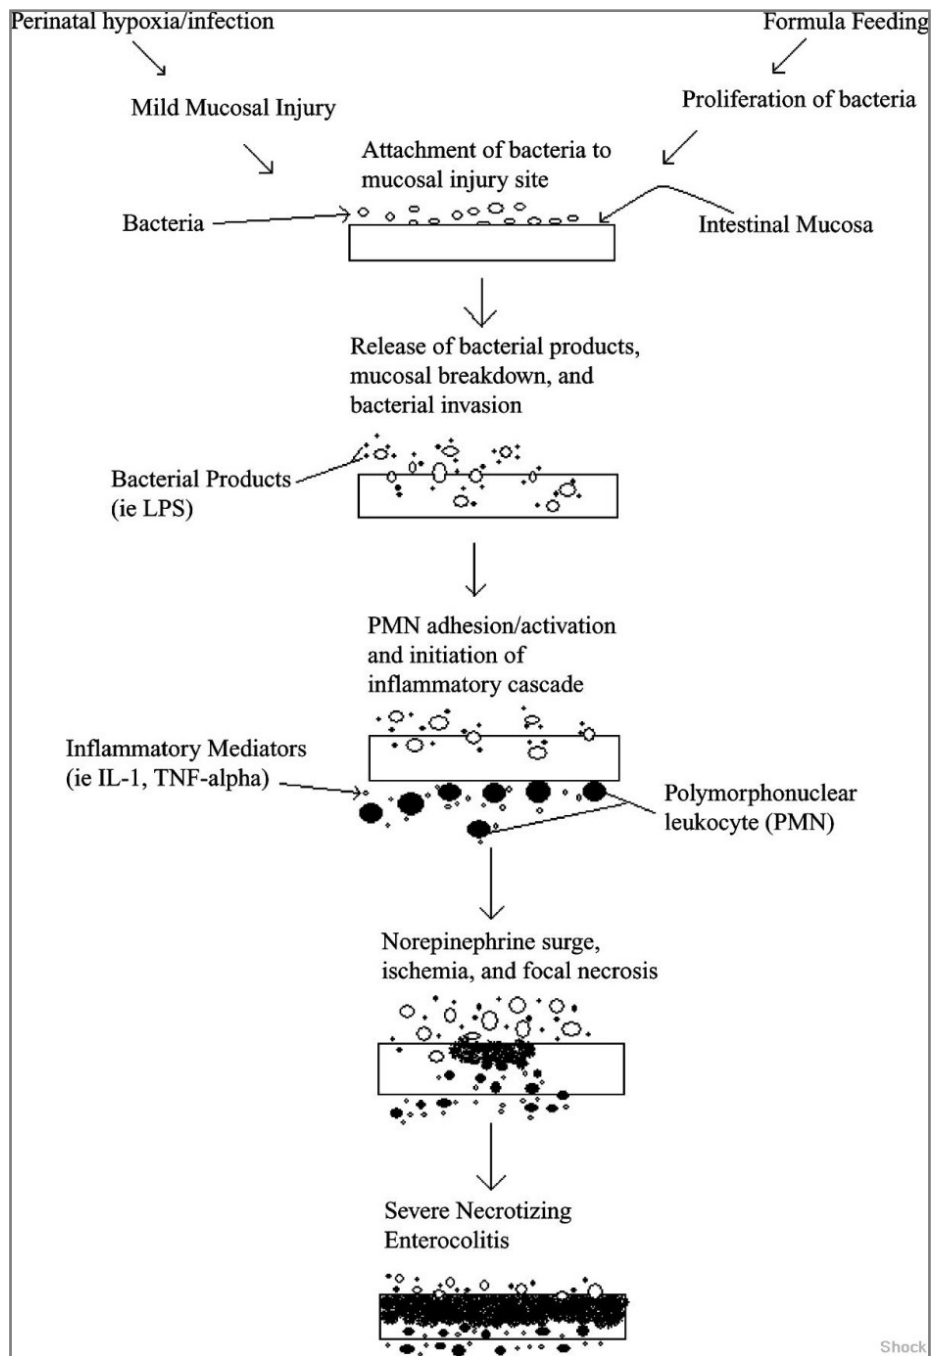 Perinatal hypoxia/infection
Formula Feeding
Mild Mucosal Injury
Proliferation of bacteria
Attachment of bacteria to
mucosal injury site
Bacteria
Intestinal Mucosa
Release of bacterial products,
mucosal breakdown, and
bacterial invasion
Bacterial Products
(ie LPS)
PMN adhesion/activation
and initiation of
inflammatory cascade
Inflammatory Mediators
(ie IL-1, TNF-alpha)
Polymorphonuclear
leukocyte (PMN)
Norepinephrine surge,
ischemia, and focal necrosis
Severe Necrotizing
Enterocolitis
Shock